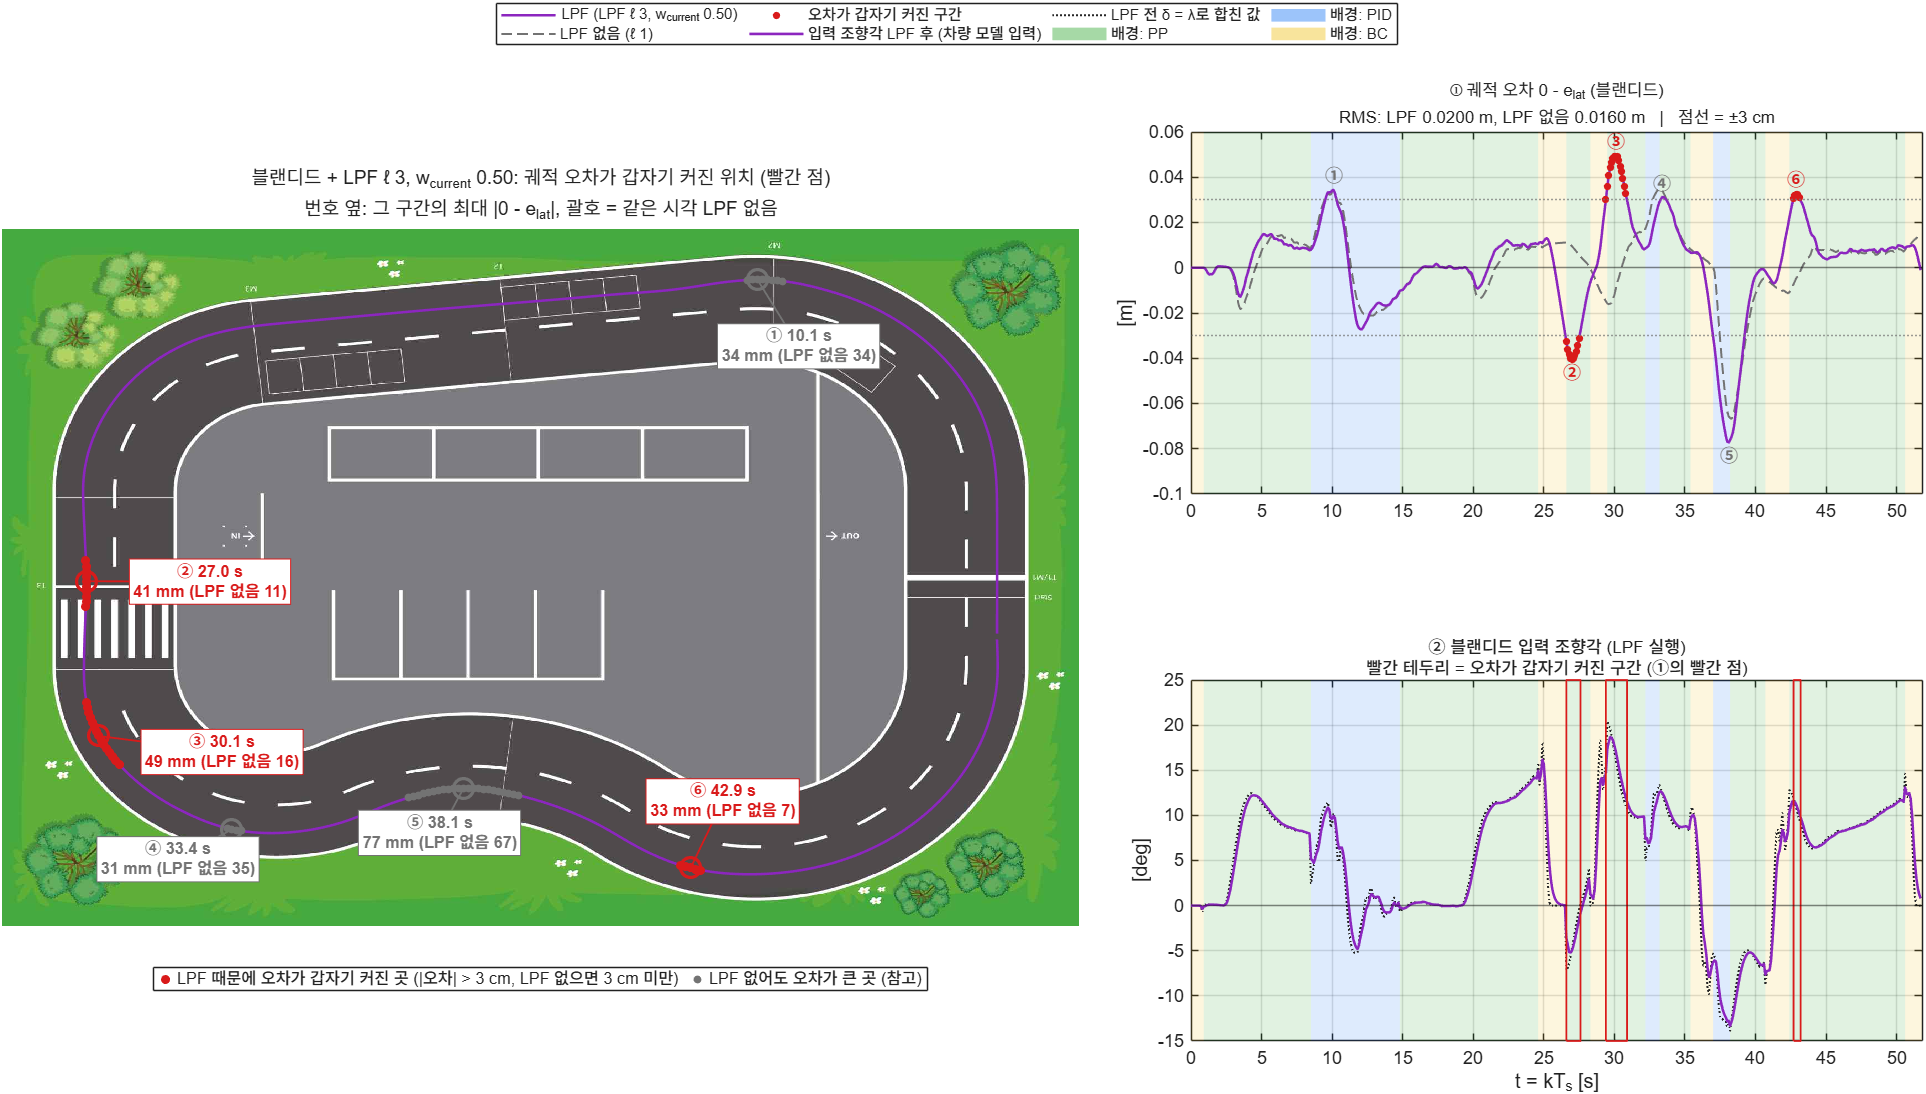 LPF (LPF ℓ 3, wcurrent 0.50)
LPF 없음 (ℓ 1)
오차가 갑자기 커진 구간
입력 조향각 LPF 후 (차량 모델 입력)
LPF 전 δ = λ로 합친 값
배경: PP
배경: PID
배경: BC
블랜디드 + LPF ℓ 3, wcurrent 0.50: 궤적 오차가 갑자기 커진 위치 (빨간 점)
번호 옆: 그 구간의 최대 |0 - elat|, 괄호 = 같은 시각 LPF 없음
M2
T2
M3
① 10.1 s
34 mm (LPF 없음 34)
IN
OUT
② 27.0 s
41 mm (LPF 없음 11)
T3
T1/M1
Start
③ 30.1 s
49 mm (LPF 없음 16)
⑥ 42.9 s
33 mm (LPF 없음 7)
⑤ 38.1 s
77 mm (LPF 없음 67)
④ 33.4 s
31 mm (LPF 없음 35)
LPF 때문에 오차가 갑자기 커진 곳 (|오차| > 3 cm, LPF 없으면 3 cm 미만)
LPF 없어도 오차가 큰 곳 (참고)
① 궤적 오차 0 - elat (블랜디드)
RMS: LPF 0.0200 m, LPF 없음 0.0160 m | 점선 = ±3 cm
0.06
0.04
0.02
0
-0.02
-0.04
-0.06
-0.08
-0.1
[m]
①
②
③
④
⑤
⑥
0 5 10 15 20 25 30 35 40 45 50
② 블랜디드 입력 조향각 (LPF 실행)
빨간 테두리 = 오차가 갑자기 커진 구간 (①의 빨간 점)
25
20
15
10
5
0
-5
-10
-15
[deg]
0 5 10 15 20 25 30 35 40 45 50
t = kTs [s]